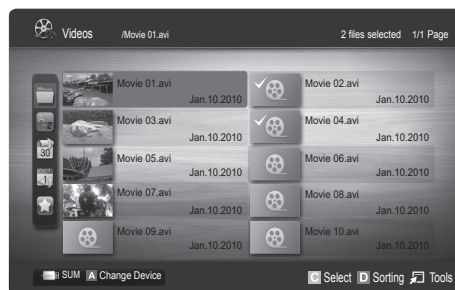 Videos /Movie 01.avi 2 files selected 1/1 Page
Movie 01.avi Movie 02.avi
Jan.10.2010 Jan.10.2010
Movie 03.avi Movie 04.avi
Jan.10.2010 Jan.10.2010
Movie 05.avi Movie 06.avi
Jan.10.2010 Jan.10.2010
Movie 07.avi Movie 08.avi
Jan.10.2010 Jan.10.2010
Movie 09.avi Movie 10.avi
Jan.10.2010 Jan.10.2010
A Z
30
1
SUM A Change Device C Select D Sorting Tools